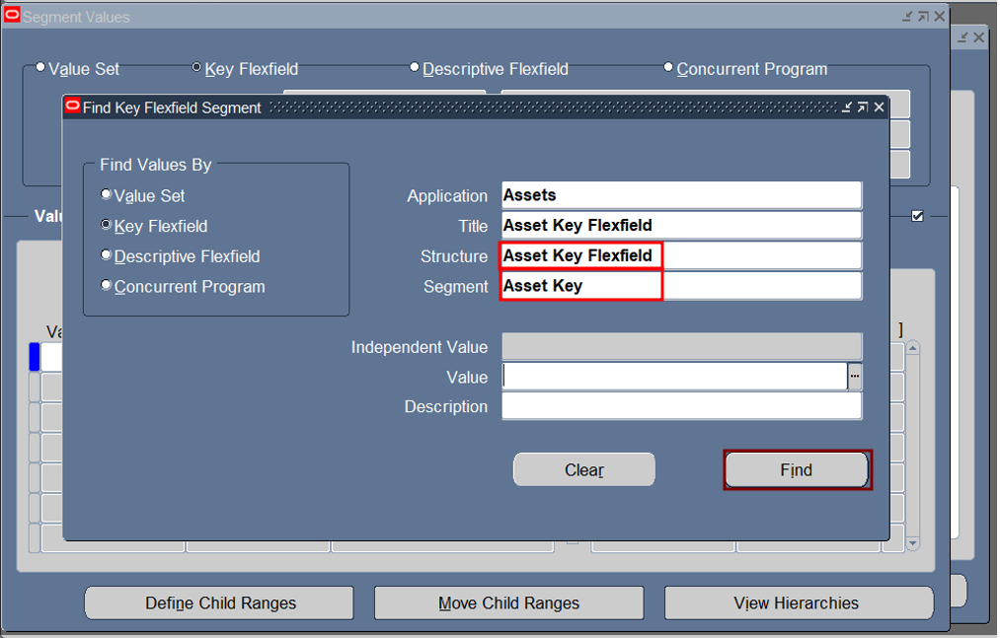 Segment Values
Value Set Key Flexfield Descriptive Flexfield Concurrent Program
Find Key Flexfield Segment
Find Values By
Value Set
Key Flexfield
Descriptive Flexfield
Concurrent Program
Application Assets
Title Asset Key Flexfield
Structure Asset Key Flexfield
Segment Asset Key
Independent Value
Value
Description
Clear Find
]
Define Child Ranges Move Child Ranges View Hierarchies